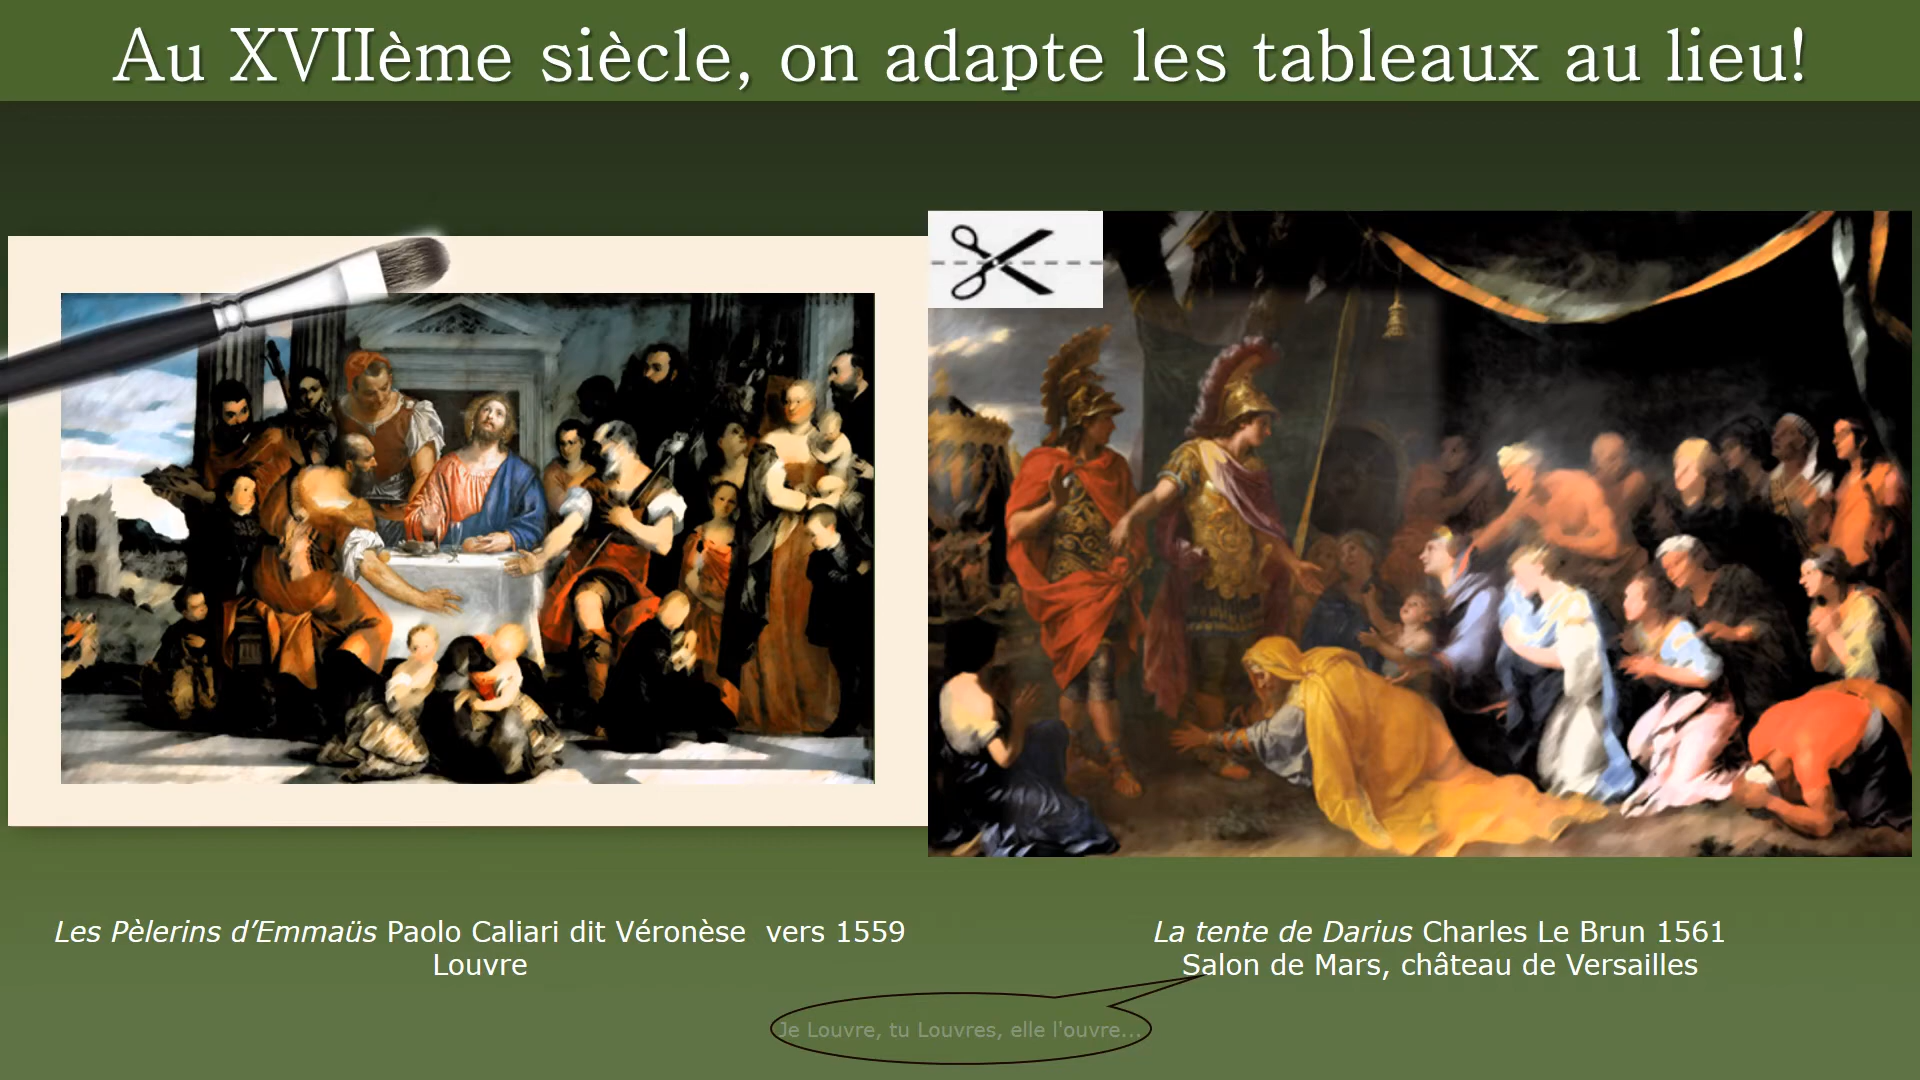 Au XVIIème siècle, on adapte les tableaux au lieu!
Les Pèlerins d’Emmaüs Paolo Caliari dit Véronèse  vers 1559
Louvre
La tente de Darius Charles Le Brun 1561
Salon de Mars, château de Versailles
Je Louvre, tu Louvres, elle l'ouvre...